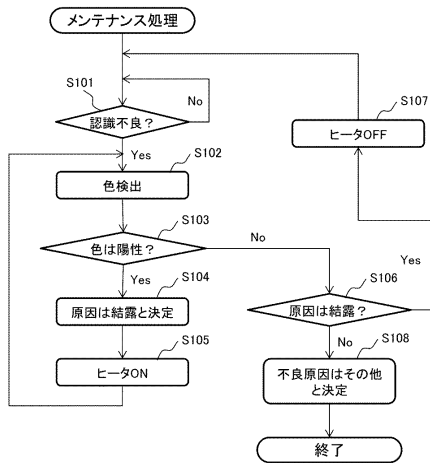 メンテナンス処理
S101
認識不良？
No
Yes
S102
色検出
S103
色は陽性？
No
Yes
S104
原因は結露と決定
S105
ヒータON
S106
原因は結露？
Yes
No
S107
ヒータOFF
S108
不良原因はその他
と決定
終了